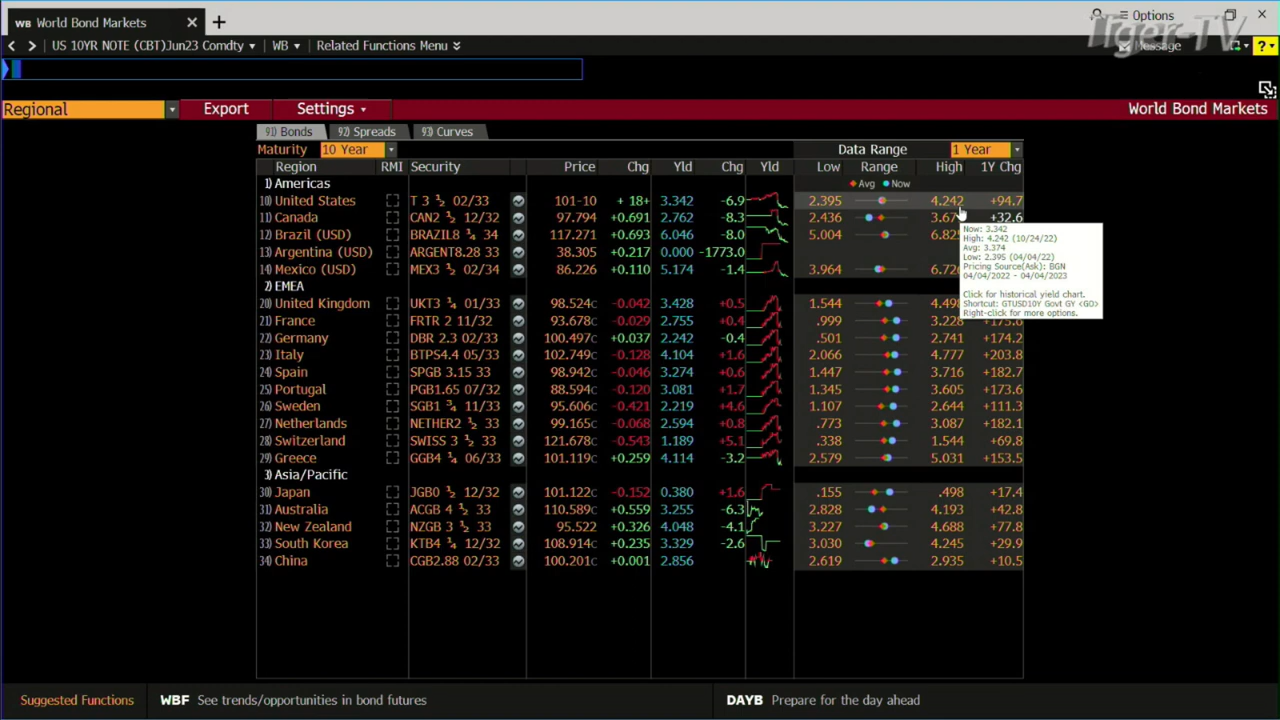 WB World Bond Markets
Options
Tiger-TV
US 10YR NOTE (CBT)Jun23 Comdty WB Related Functions Menu
Message ?
Regional Export Settings World Bond Markets
91) Bonds 92) Spreads 93) Curves
Maturity 10 Year Data Range 1 Year
Region RMI Security Price Chg Yld Chg Yld Low Range High 1Y Chg
1) Americas Avg Now
10) United States T 3 ½ 02/33 101-10 + 18+ 3.342 -6.9 2.395 4.242 +94.7
11) Canada CAN2 ½ 12/32 97.794 +0.691 2.762 -8.3 2.436 +32.6
12) Brazil (USD) BRAZIL8 ¼ 34 117.271 +0.693 6.046 -8.0 5.004
13) Argentina (USD) ARGENT8.28 33 38.305 +0.217 0.000 -1773.0
14) Mexico (USD) MEX3 ½ 02/34 86.226 +0.110 5.174 -1.4 3.964
Now: 3.342
High: 4.242 (10/24/22)
Avg: 3.374
Low: 2.395 (04/04/22)
Pricing Source(Ask): BGN
04/04/2022 - 04/04/2023
Click for historical yield chart.
Shortcut: GTUSD10Y Govt GY <GO>
Right-click for more options.
2) EMEA
20) United Kingdom UKT3 ¼ 01/33 98.524c -0.042 3.428 +0.5 1.544
21) France FRTR 2 11/32 93.678c -0.029 2.755 +0.4 .999 3.228 +173.6
22) Germany DBR 2.3 02/33 100.497c +0.037 2.242 -0.4 .501 2.741 +174.2
23) Italy BTPS4.4 05/33 102.749c -0.128 4.104 +1.6 2.066 4.777 +203.8
24) Spain SPGB 3.15 33 98.942c -0.046 3.274 +0.6 1.447 3.716 +182.7
25) Portugal PGB1.65 07/32 88.594c -0.120 3.081 +1.7 1.345 3.605 +173.6
26) Sweden SGB1 ¾ 11/33 95.606c -0.421 2.219 +4.6 1.107 2.644 +111.3
27) Netherlands NETHER2 ½ 33 99.165c -0.068 2.594 +0.8 .773 3.087 +182.1
28) Switzerland SWISS 3 ½ 33 121.678c -0.543 1.189 +5.1 .338 1.544 +69.8
29) Greece GGB4 ¼ 06/33 101.119c +0.259 4.114 -3.2 2.579 5.031 +153.5
3) Asia/Pacific
30) Japan JGB0 ½ 12/32 101.122c -0.152 0.380 +1.6 .155 .498 +17.4
31) Australia ACGB 4 ½ 33 110.589c +0.559 3.255 -6.3 2.828 4.193 +42.8
32) New Zealand NZGB 3 ½ 33 95.522 +0.326 4.048 -4.1 3.227 4.688 +77.8
33) South Korea KTB4 ¼ 12/32 108.914c +0.235 3.329 -2.6 3.030 4.245 +29.9
34) China CGB2.88 02/33 100.201c +0.001 2.856 2.619 2.935 +10.5
Suggested Functions WBF See trends/opportunities in bond futures DAYB Prepare for the day ahead